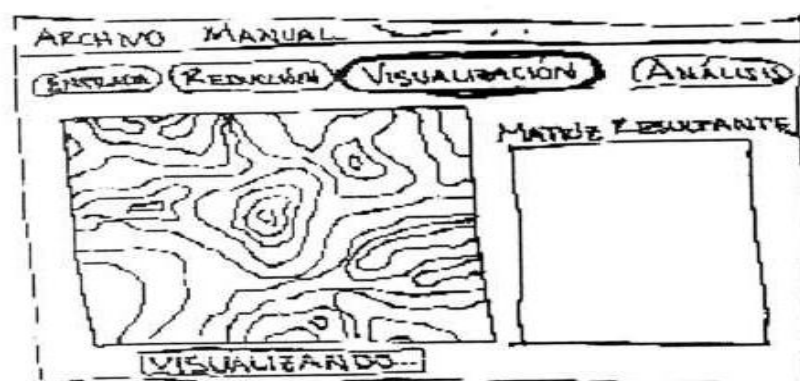 ARCHIVO MANUAL
ENTRADA REDUCCIÓN VISUALIZACIÓN ANÁLISIS
MATRIZ RESULTANTE
VISUALIZANDO...